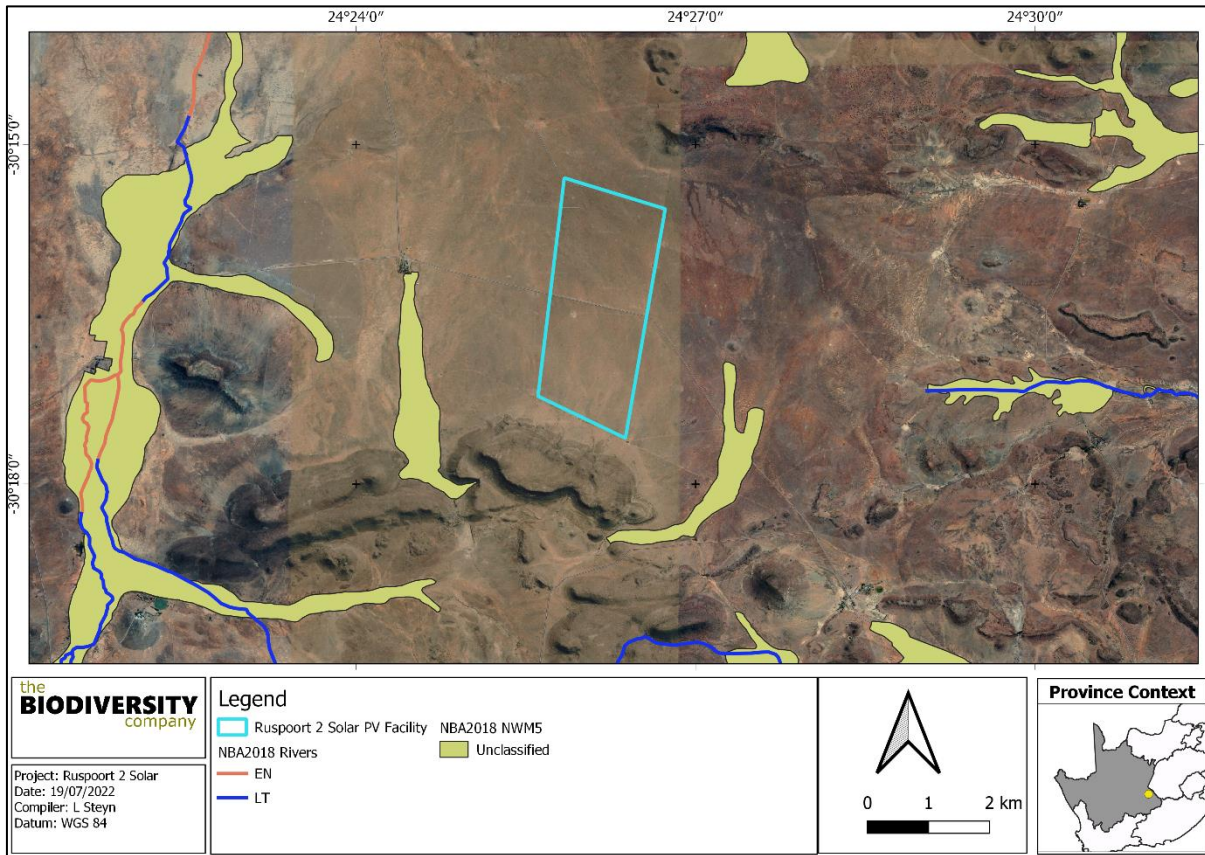 24°24′0″ 24°27′0″ 24°30′0″
-30°15′0″
-30°18′0″
the
BIODIVERSITY
company
Project: Ruspoort 2 Solar
Date: 19/07/2022
Compiler: L Steyn
Datum: WGS 84
Legend
Ruspoort 2 Solar PV Facility
NBA2018 Rivers
EN
LT
NBA2018 NWM5
Unclassified
0 1 2 km
Province Context